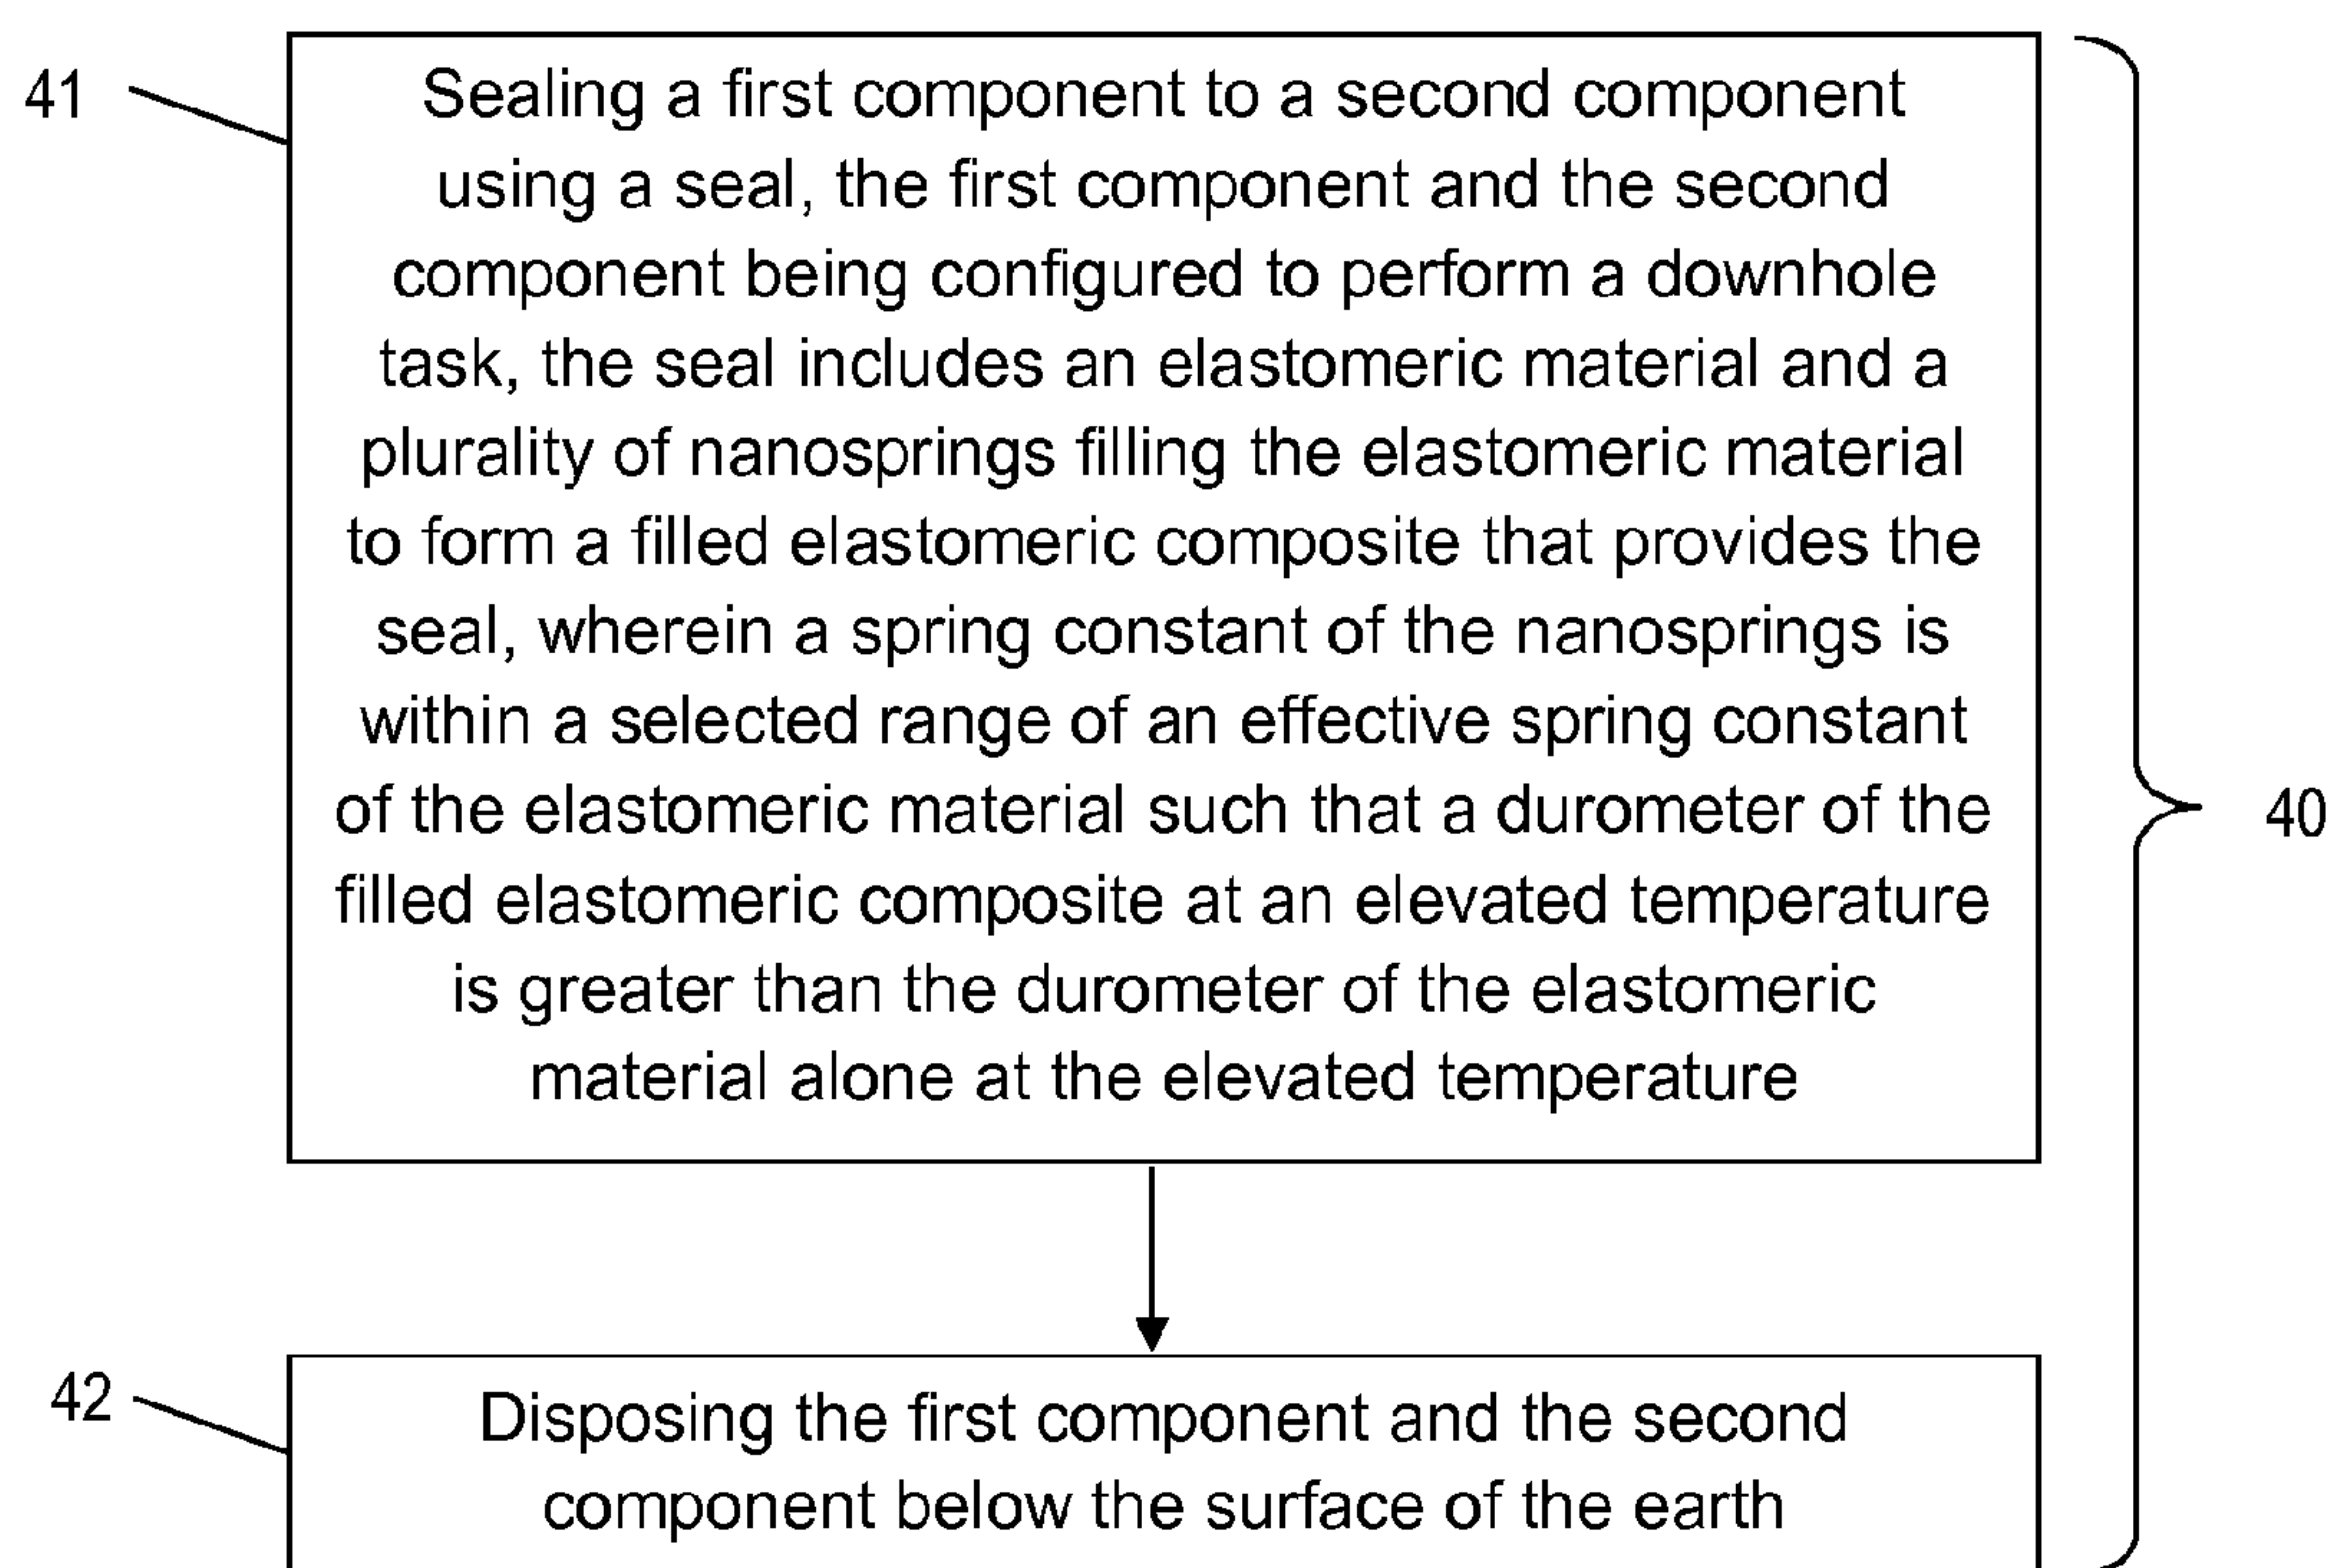 41
Sealing a first component to a second component
using a seal, the first component and the second
component being configured to perform a downhole
task, the seal includes an elastomeric material and a
plurality of nanosprings filling the elastomeric material
to form a filled elastomeric composite that provides the
seal, wherein a spring constant of the nanosprings is
within a selected range of an effective spring constant
of the elastomeric material such that a durometer of the
filled elastomeric composite at an elevated temperature
is greater than the durometer of the elastomeric
material alone at the elevated temperature
40
42
Disposing the first component and the second
component below the surface of the earth